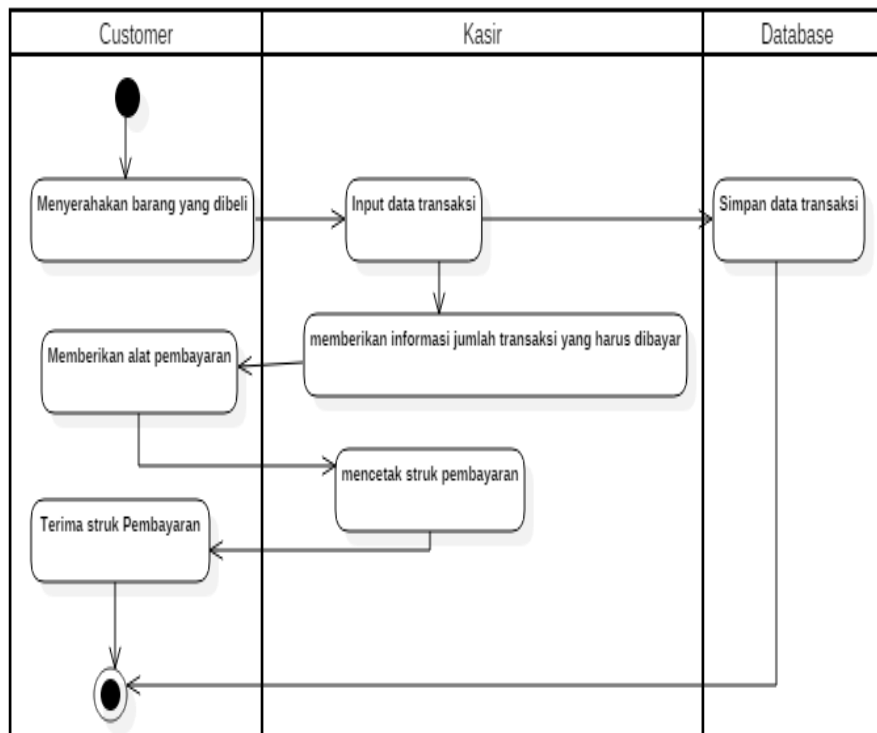 Customer
Kasir
Database
Menyerahakan barang yang dibeli
Input data transaksi
Simpan data transaksi
memberikan informasi jumlah transaksi yang harus dibayar
Memberikan alat pembayaran
mencetak struk pembayaran
Terima struk Pembayaran